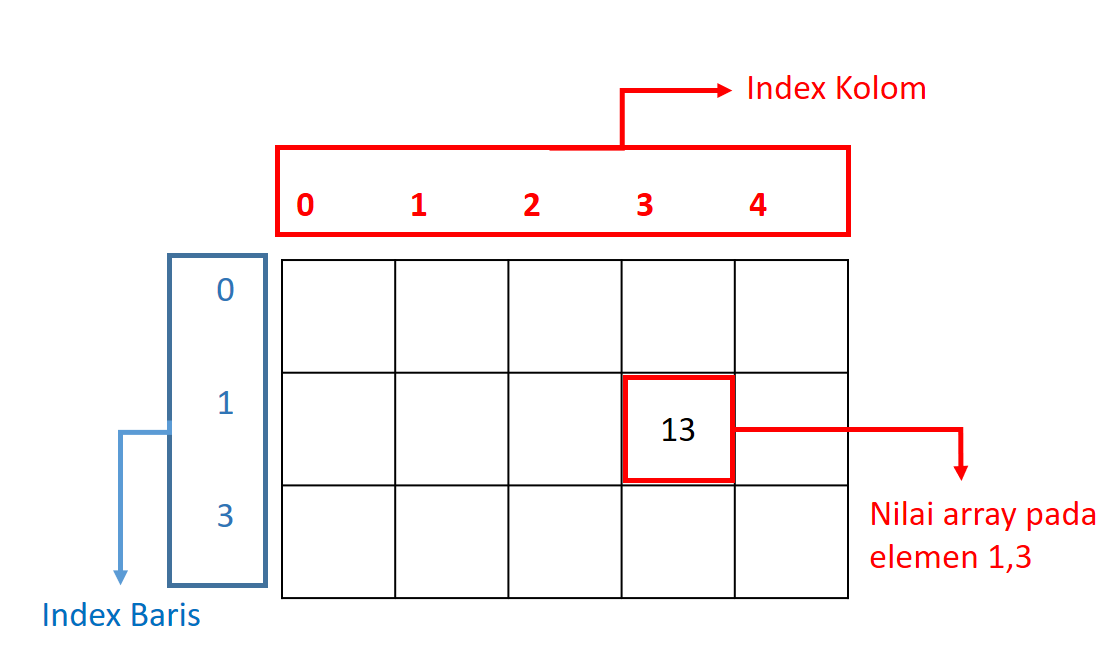 Index Kolom
0 1 2 3 4
0
1
13
3
Nilai array pada
elemen 1,3
Index Baris